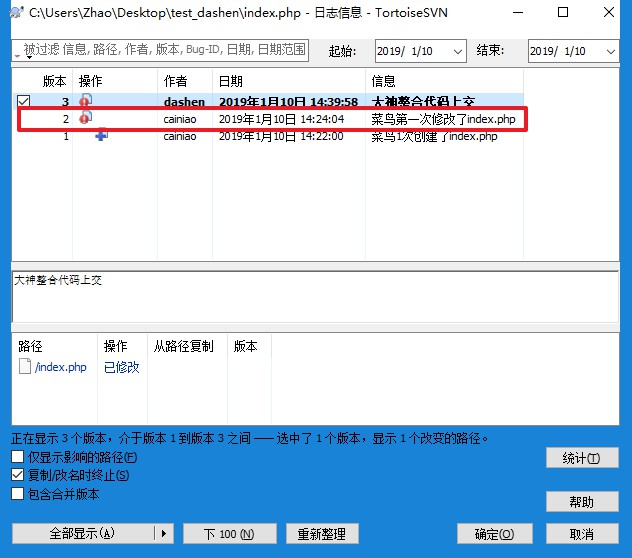 C:\Users\Zhao\Desktop\test_dashen\index.php - 日志信息 - TortoiseSVN
被过滤 信息, 路径, 作者, 版本, Bug-ID, 日期, 日期范围 起始: 2019/ 1/10 结束: 2019/ 1/10
版本 操作 作者 日期 信息
3 dashen 2019年1月10日 14:39:58 大神整合代码上交
2 cainiao 2019年1月10日 14:24:04 菜鸟第一次修改了index.php
1 cainiao 2019年1月10日 14:22:00 菜鸟1次创建了index.php
大神整合代码上交
路径 操作 从路径复制 版本
/index.php 已修改
正在显示 3 个版本，介于版本 1 到版本 3 之间 —— 选中了 1 个版本，显示 1 个改变的路径。
仅显示影响的路径(F)
复制/改名时终止(S) 统计(T)
包含合并版本
帮助
全部显示(A) 下 100 (N) 重新整理 确定(O) 取消